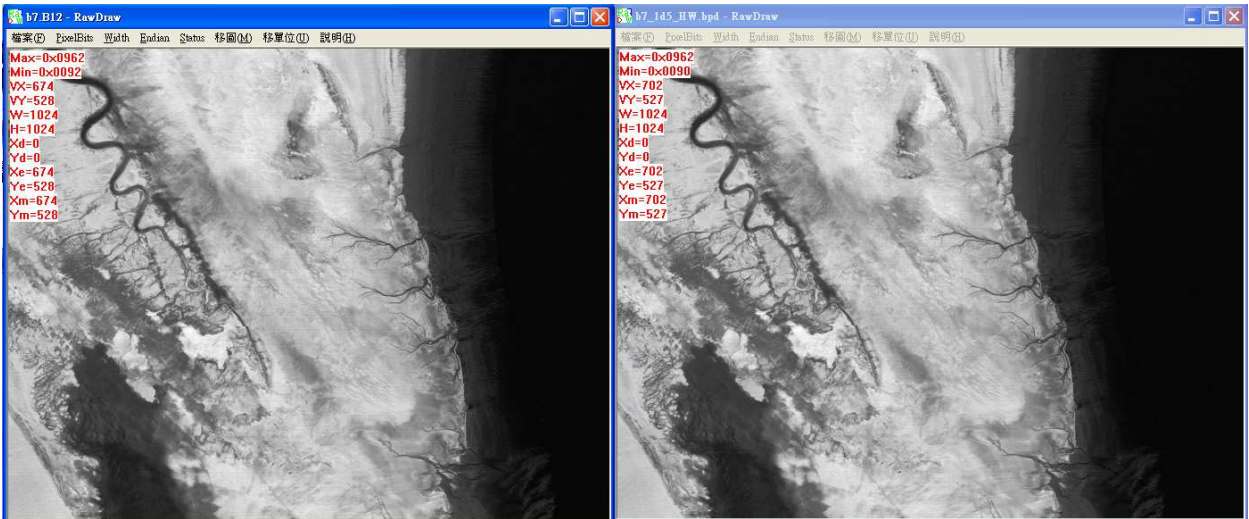 b7.B12 - RawDraw
檔案(F) PixelBits Width Endian Status 移圖(M) 移單位(U) 說明(H)
Max=0x0962
Min=0x0092
VX=674
VY=528
W=1024
H=1024
Xd=0
Yd=0
Xe=674
Ye=528
Xm=674
Ym=528
b7_1d5_HW.bpd - RawDraw
檔案(F) PixelBits Width Endian Status 移圖(M) 移單位(U) 說明(H)
Max=0x0962
Min=0x0090
VX=702
VY=527
W=1024
H=1024
Xd=0
Yd=0
Xe=702
Ye=527
Xm=702
Ym=527